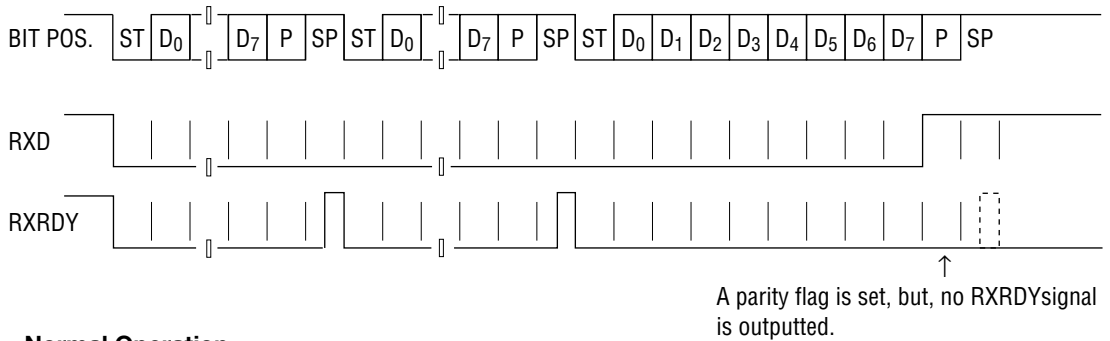 BIT POS. ST D₀ D₇ P SP ST D₀ D₇ P SP ST D₀ D₁ D₂ D₃ D₄ D₅ D₆ D₇ P SP
RXD
RXRDY
↑
A parity flag is set, but, no RXRDYsignal
is outputted.
Normal Operation